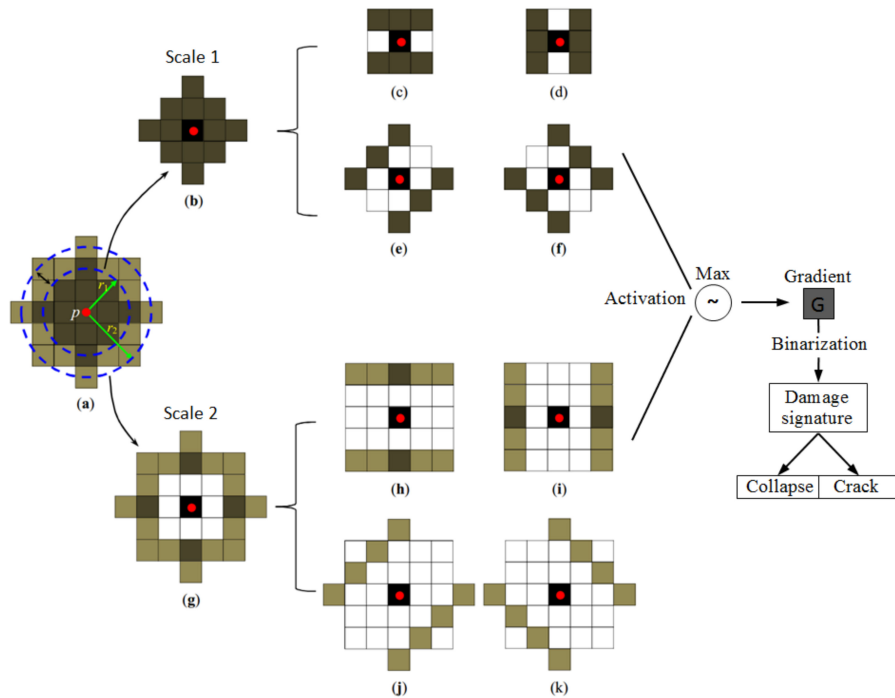 Scale 1
(b)
(c)
(d)
(e)
(f)
r1
p
r2
(a)
Scale 2
(g)
(h)
(i)
(j)
(k)
Max
Activation
~
Gradient
G
Binarization
Damage
signature
Collapse
Crack